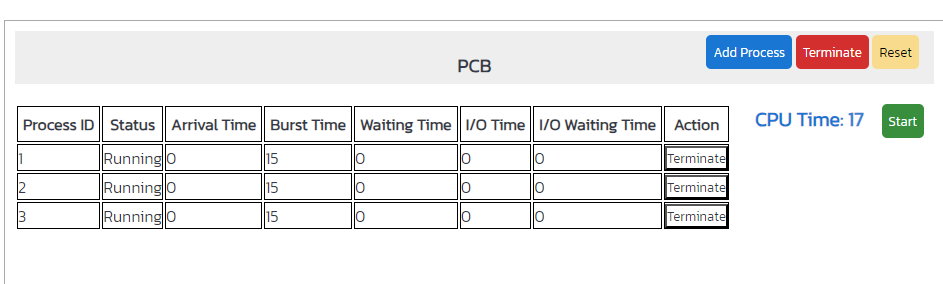 Add Process Terminate Reset
PCB
Process ID Status Arrival Time Burst Time Waiting Time I/O Time I/O Waiting Time Action
CPU Time: 17 Start
1 Running 0 15 0 0 0 Terminate
2 Running 0 15 0 0 0 Terminate
3 Running 0 15 0 0 0 Terminate